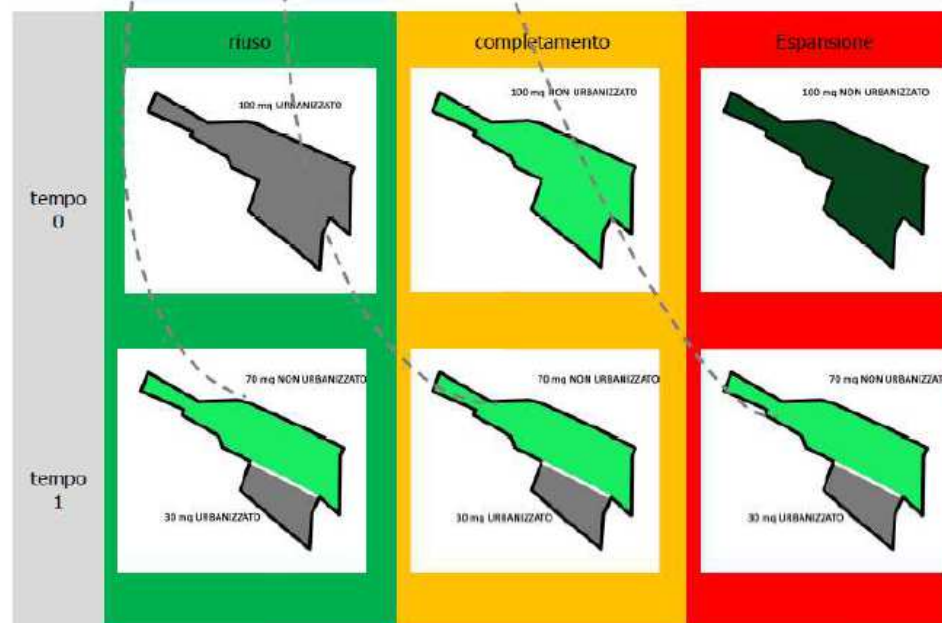 riuso
completamento
Espansione
100 mq URBANIZZATO
100 mq NON URBANIZZATO
100 mq NON URBANIZZATO
tempo
0
70 mq NON URBANIZZATO
70 mq NON URBANIZZATO
70 mq NON URBANIZZAT
tempo
1
30 mq URBANIZZATO
30 mq URBANIZZATO
30 mq URBANIZZATO